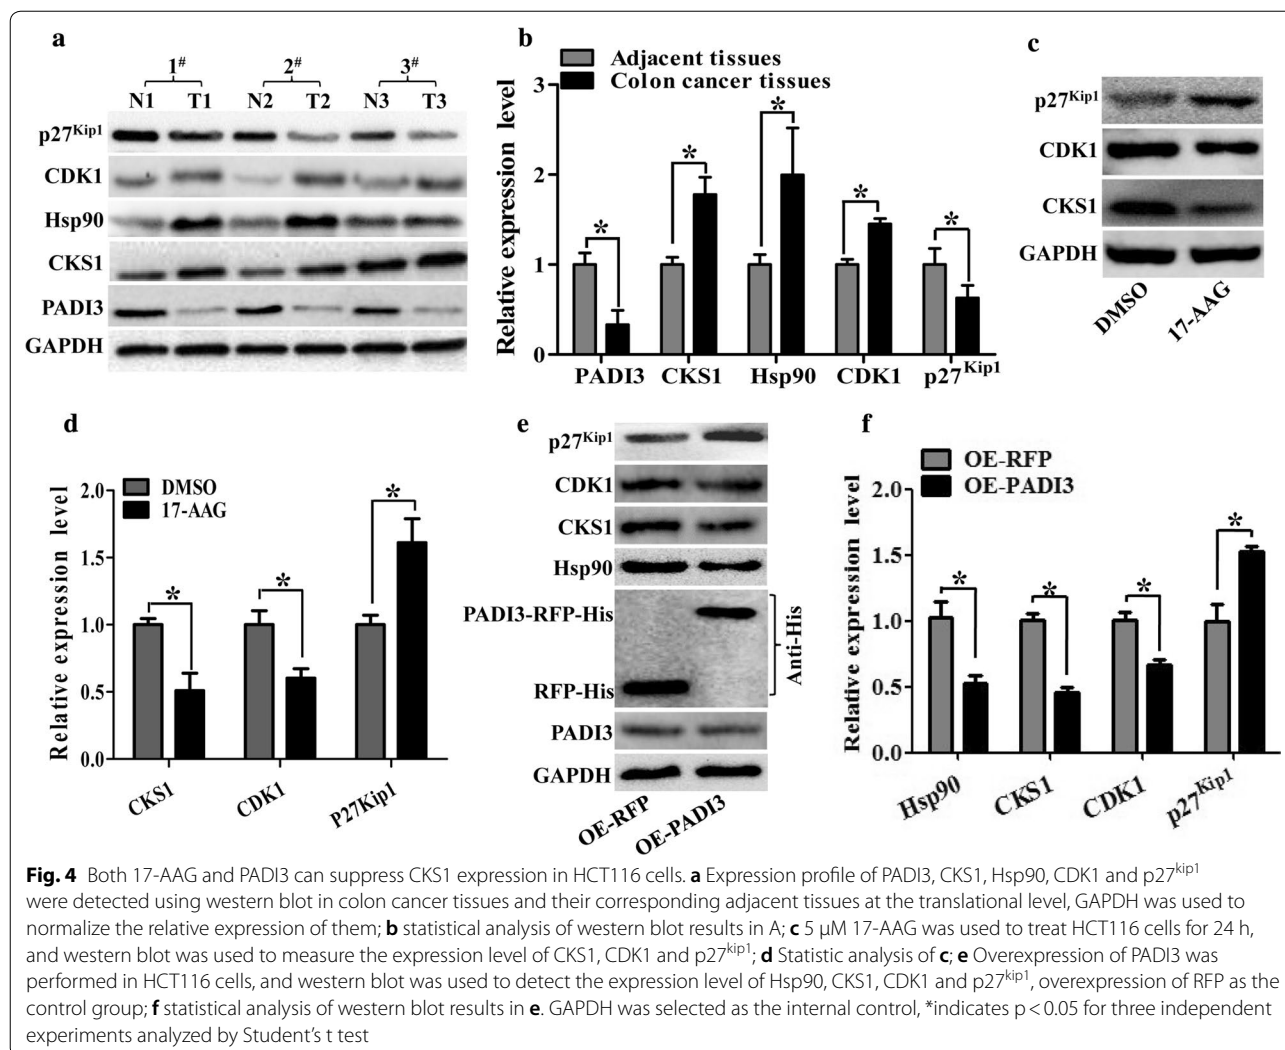 a
1# 2# 3#
N1 T1 N2 T2 N3 T3
p27Kip1
CDK1
Hsp90
CKS1
PADI3
GAPDH
b
Adjacent tissues
Colon cancer tissues
Relative expression level
3
2
1
0
* * * * *
PADI3 CKS1 Hsp90 CDK1 p27Kip1
c
p27Kip1
CDK1
CKS1
GAPDH
DMSO 17-AAG
d
DMSO
17-AAG
Relative expression level
2.0
1.5
1.0
0.5
0.0
* * *
CKS1 CDK1 P27Kip1
e
p27Kip1
CDK1
CKS1
Hsp90
PADI3-RFP-His
RFP-His
Anti-His
PADI3
GAPDH
OE-RFP OE-PADI3
f
OE-RFP
OE-PADI3
Relative expression level
2.0
1.5
1.0
0.5
0.0
* * * *
Hsp90 CKS1 CDK1 p27Kip1
Fig. 4 Both 17-AAG and PADI3 can suppress CKS1 expression in HCT116 cells. a Expression profile of PADI3, CKS1, Hsp90, CDK1 and p27kip1
were detected using western blot in colon cancer tissues and their corresponding adjacent tissues at the translational level, GAPDH was used to
normalize the relative expression of them; b statistical analysis of western blot results in A; c 5 µM 17-AAG was used to treat HCT116 cells for 24 h,
and western blot was used to measure the expression level of CKS1, CDK1 and p27kip1; d Statistic analysis of c; e Overexpression of PADI3 was
performed in HCT116 cells, and western blot was used to detect the expression level of Hsp90, CKS1, CDK1 and p27kip1, overexpression of RFP as the
control group; f statistical analysis of western blot results in e. GAPDH was selected as the internal control, *indicates p < 0.05 for three independent
experiments analyzed by Student's t test